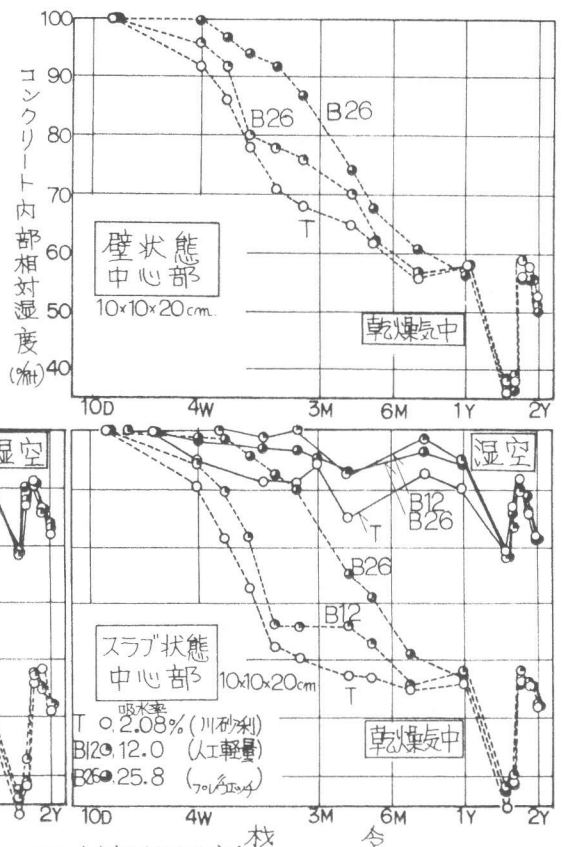 コンクリート内部相対湿度
(%RH)
100
90
80
70
60
50
40
B26
B26
T
壁状態
中心部
10×10×20cm.
乾燥気中
10D 4W 3M 6M 1Y 2Y
湿空
湿空
B12
B26
T
B26
B12
T
スラブ状態
中心部
10×10×20cm
吸水率
T 2.08% (川砂利)
B12 12.0 (人工軽量)
B26 25.8
乾燥気中
2Y
10D 4W 3M 6M 1Y 2Y
材 令